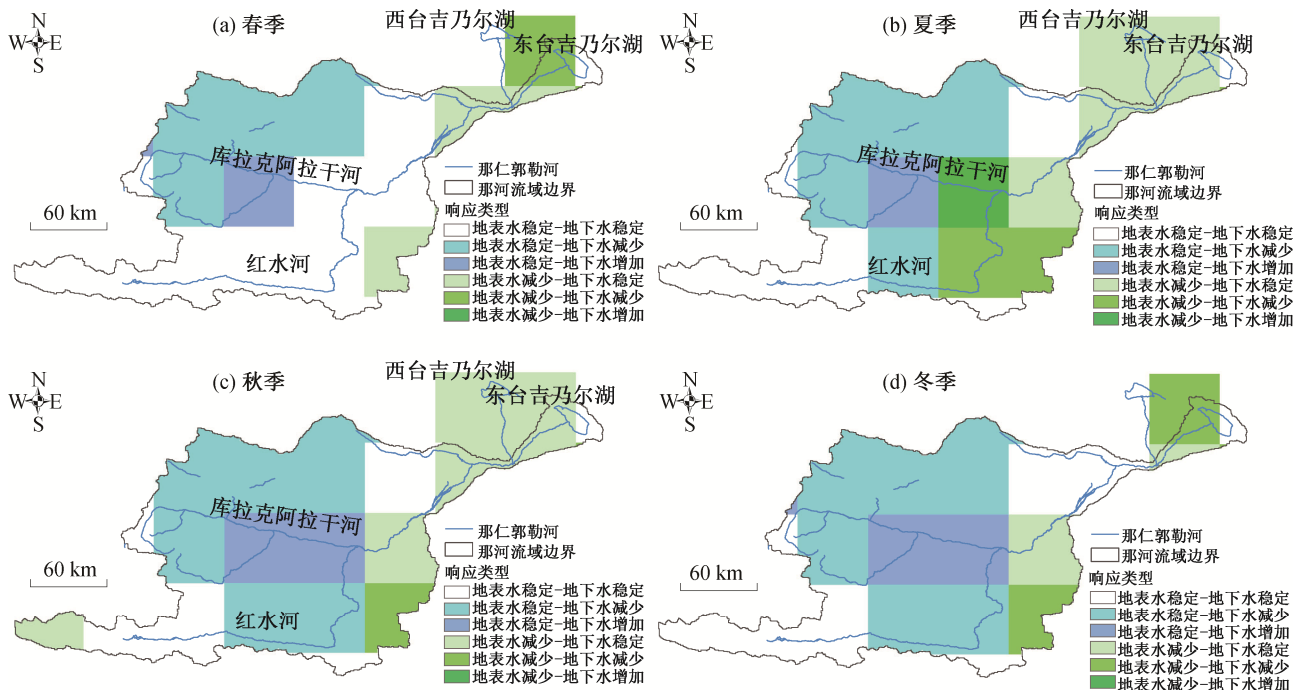 (a) 春季
西台吉乃尔湖
东台吉乃尔湖
N
W E
S
库拉克阿拉干河
红水河
60 km
那仁郭勒河
那河流域边界
响应类型
地表水稳定-地下水稳定
地表水稳定-地下水减少
地表水稳定-地下水增加
地表水减少-地下水稳定
地表水减少-地下水减少
地表水减少-地下水增加
(b) 夏季
西台吉乃尔湖
东台吉乃尔湖
N
W E
S
库拉克阿拉干河
红水河
60 km
那仁郭勒河
那河流域边界
响应类型
地表水稳定-地下水稳定
地表水稳定-地下水减少
地表水稳定-地下水增加
地表水减少-地下水稳定
地表水减少-地下水减少
地表水减少-地下水增加
(c) 秋季
西台吉乃尔湖
东台吉乃尔湖
N
W E
S
库拉克阿拉干河
红水河
60 km
那仁郭勒河
那河流域边界
响应类型
地表水稳定-地下水稳定
地表水稳定-地下水减少
地表水稳定-地下水增加
地表水减少-地下水稳定
地表水减少-地下水减少
地表水减少-地下水增加
(d) 冬季
N
W E
S
60 km
那仁郭勒河
那河流域边界
响应类型
地表水稳定-地下水稳定
地表水稳定-地下水减少
地表水稳定-地下水增加
地表水减少-地下水稳定
地表水减少-地下水减少
地表水减少-地下水增加